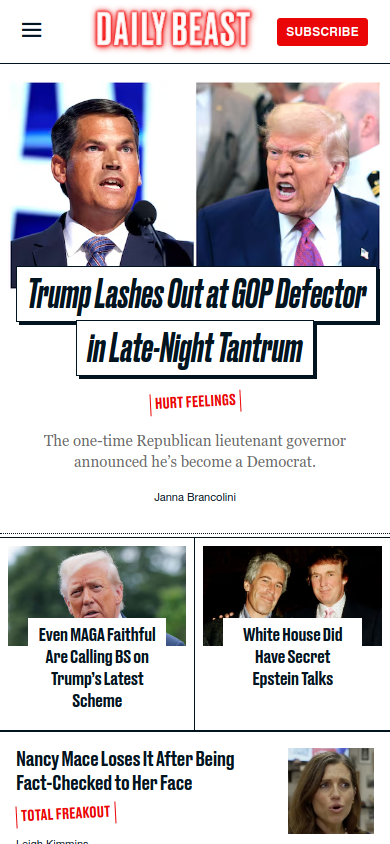 DAILY BEAST
SUBSCRIBE
Trump Lashes Out at GOP Defector
in Late-Night Tantrum
HURT FEELINGS
The one-time Republican lieutenant governor
announced he's become a Democrat.
Janna Brancolini
Even MAGA Faithful
Are Calling BS on
Trump's Latest
Scheme
White House Did
Have Secret
Epstein Talks
Nancy Mace Loses It After Being
Fact-Checked to Her Face
TOTAL FREAKOUT
Leigh Kimmins